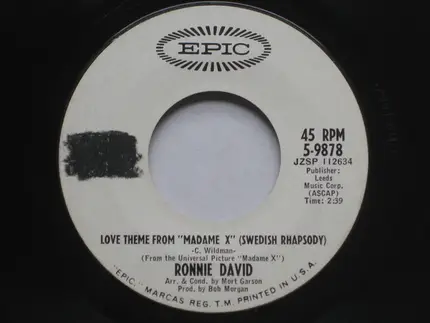 EPIC
45 RPM
5-9878
JZSP 112634
Publisher:
Leeds
Music Corp.
(ASCAP)
Time: 2:39
LOVE THEME FROM "MADAME X" (SWEDISH RHAPSODY)
-C. Wildman-
(From the Universal Picture "Madame X")
RONNIE DAVID
Arr. & Cond. by Mort Garson
Prod. by Bob Morgan
"EPIC," MARCAS REG. T.M. PRINTED IN U.S.A.